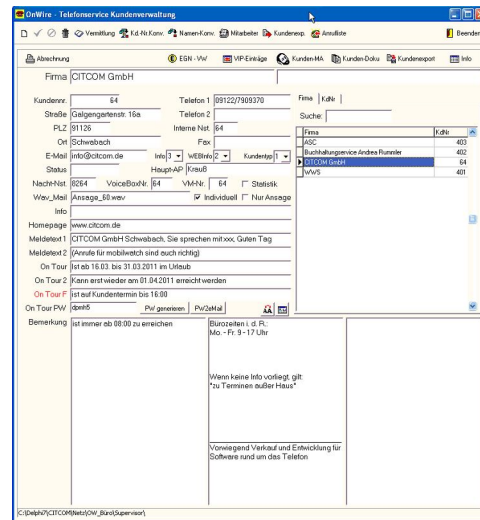 OnWire - Telefonservice Kundenverwaltung
Vermittlung Kd.-Nr.Konv. Namen-Konv. Mitarbeiter Kundenexp. Anrufliste Beenden
Abrechnung EGN - VW VIP-Einträge Kunden-MA Kunden-Doku Kundenexport Info
Firma CITCOM GmbH
Kundennr. 64 Telefon 1 09122/7909370 Firma KdNr
Straße Galgengartenstr. 16a Telefon 2 Suche:
PLZ 91126 Interne Nst. 64 Firma KdNr
Ort Schwabach Fax ASC 403
E-Mail info@citcom.de Info 3 WEBInfo 2 Kundentyp 1 Buchhaltungservice Andrea Rummler 402
CITCOM GmbH 64
Status Haupt-AP Krauß WWS 401
Nacht-Nst. 8264 VoiceBoxNr. 64 VM-Nr. 64 Statistik
Wav_Mail Ansage_60.wav Individuell Nur Ansage
Info
Homepage www.citcom.de
Meldetext 1 CITCOM GmbH Schwabach, Sie sprechen mit xxx, Guten Tag
Meldetext 2 (Anrufe für mobilwatch sind auch richtig)
On Tour Ist ab 16.03. bis 31.03.2011 im Urlaub
On Tour 2 Kann erst wieder am 01.04.2011 erreicht werden
On Tour F ist auf Kundentermin bis 16:00
On Tour PW dpmh5 PW generieren PW2eMail
Bemerkung ist immer ab 08:00 zu erreichen Bürozeiten i. d. R.:
Mo. - Fr. 9 - 17 Uhr
Wenn keine Info vorliegt, gilt:
"zu Terminen außer Haus"
Vorwiegend Verkauf und Entwicklung für
Software rund um das Telefon
C:\Delphi7\CITCOM\Netz\OW_Büro\Supervisor\